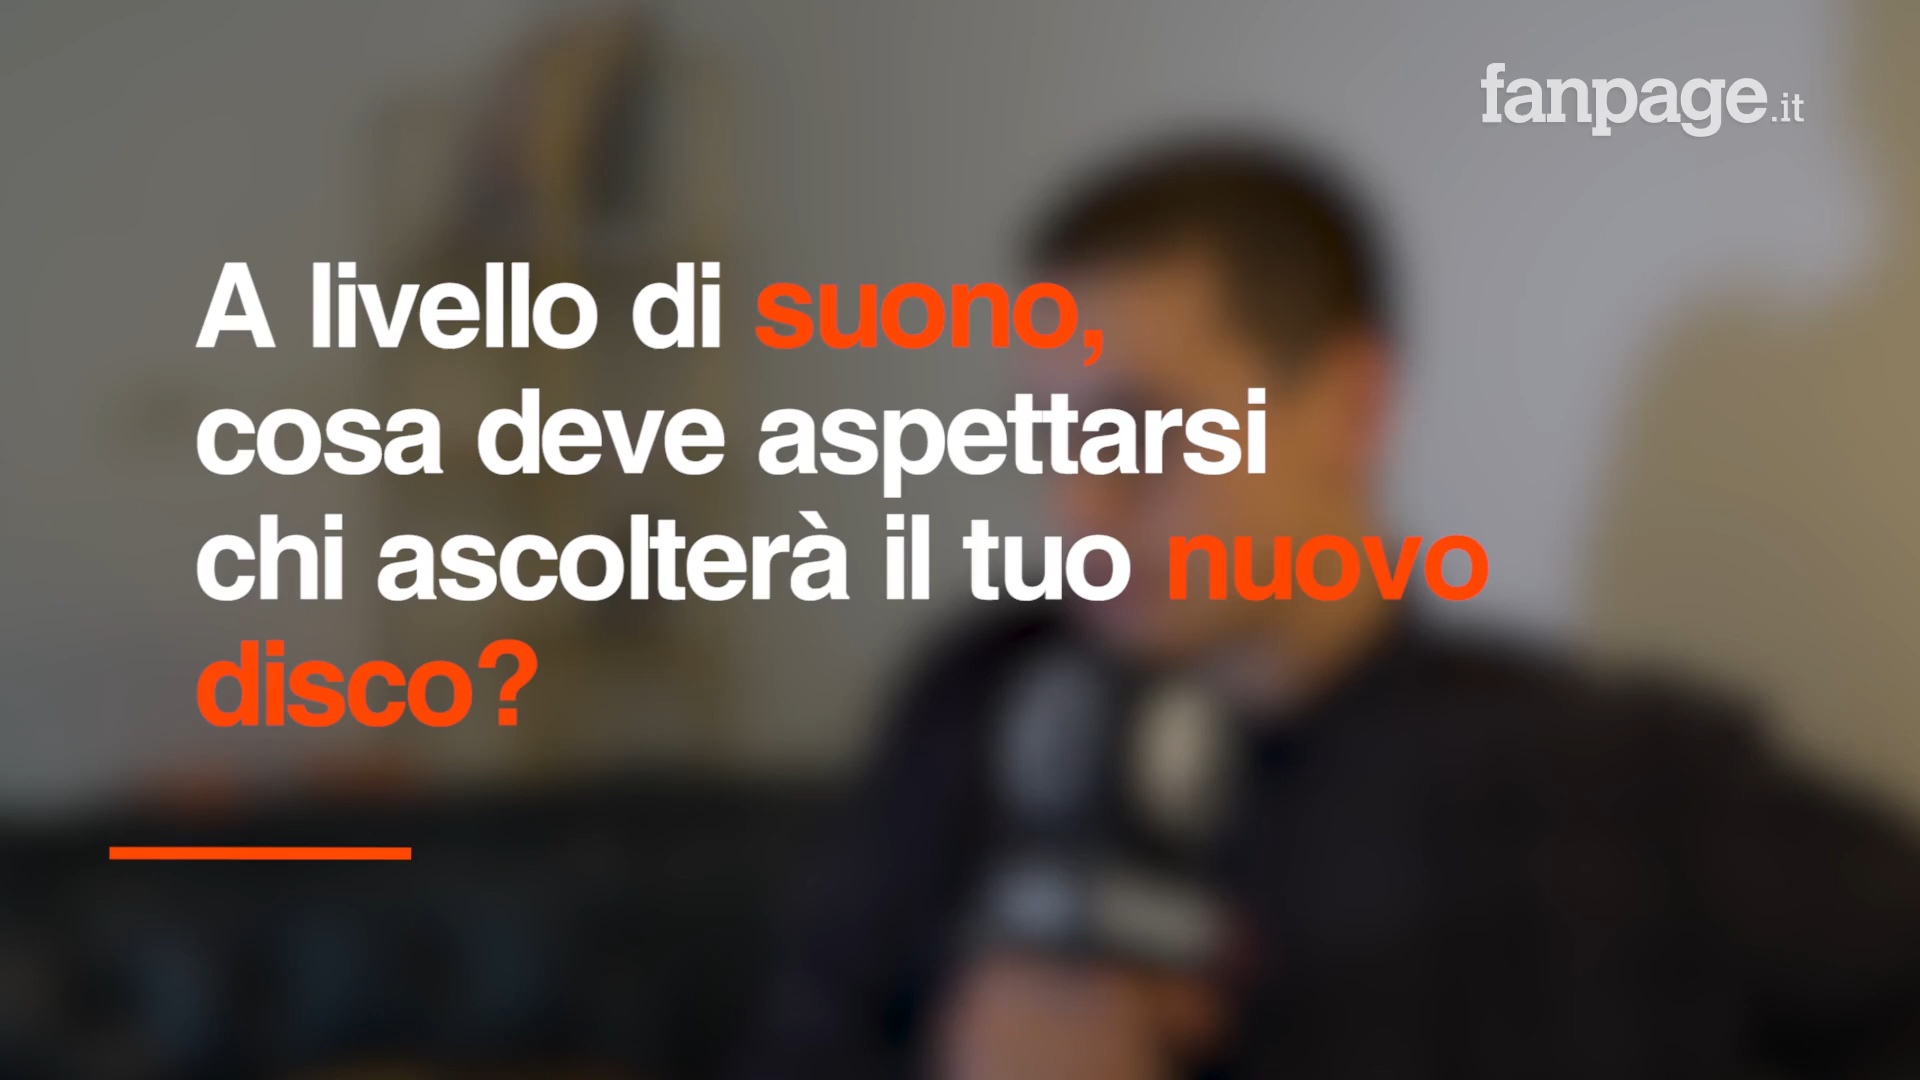 fanpage.it
A livello di suono,
cosa deve aspettarsi
chi ascolterà il tuo nuovo
disco?